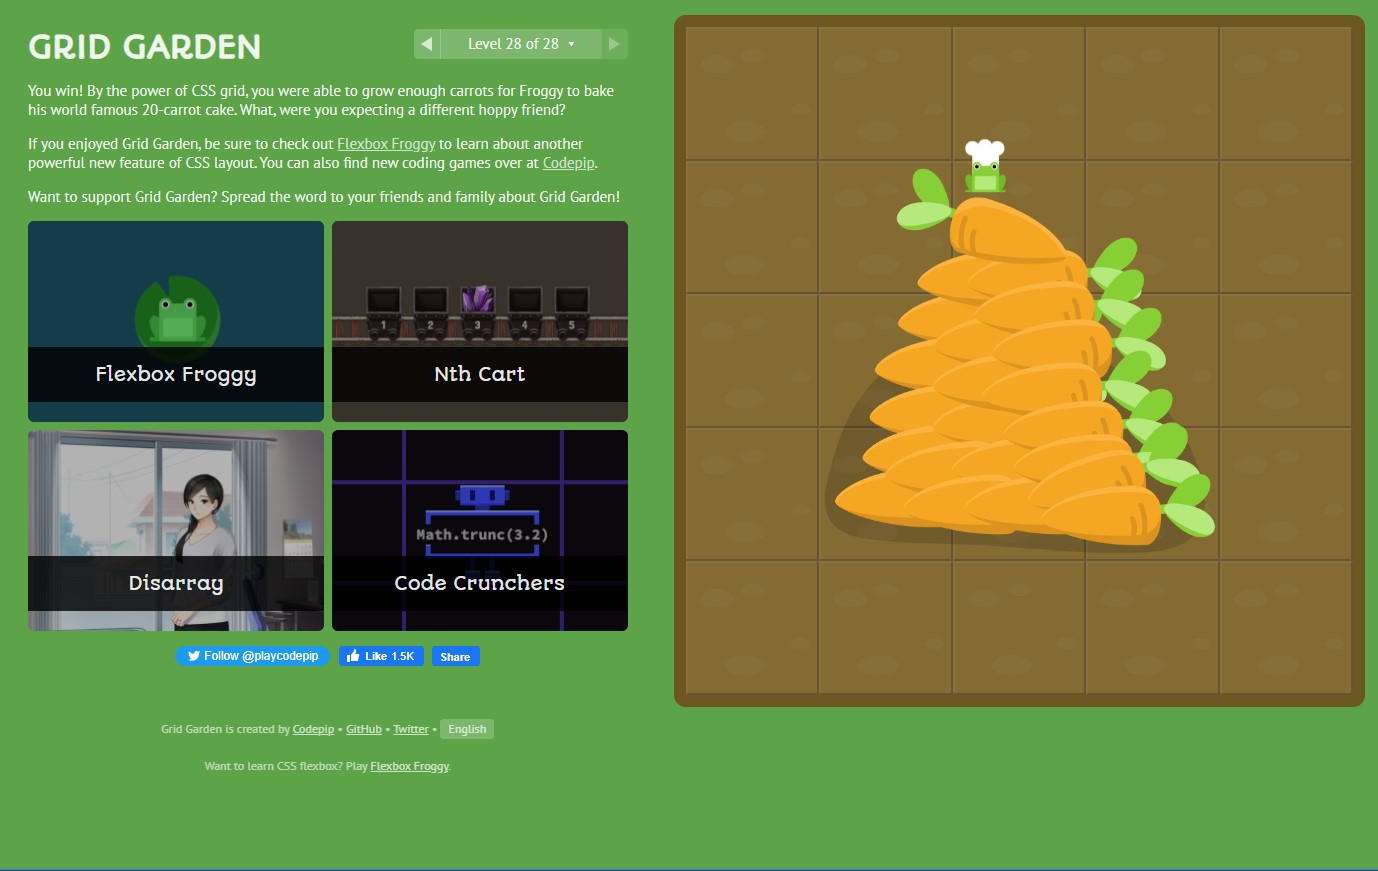 GRID GARDEN
Level 28 of 28
You win! By the power of CSS grid, you were able to grow enough carrots for Froggy to bake
his world famous 20-carrot cake. What, were you expecting a different hoppy friend?
If you enjoyed Grid Garden, be sure to check out Flexbox Froggy to learn about another
powerful new feature of CSS layout. You can also find new coding games over at Codepip.
Want to support Grid Garden? Spread the word to your friends and family about Grid Garden!
1 2 3 4 5
Flexbox Froggy
Nth Cart
Math.trunc(3.2)
Disarray
Code Crunchers
Follow @playcodepip
Like 1.5K
Share
Grid Garden is created by Codepip • GitHub • Twitter • English
Want to learn CSS flexbox? Play Flexbox Froggy.